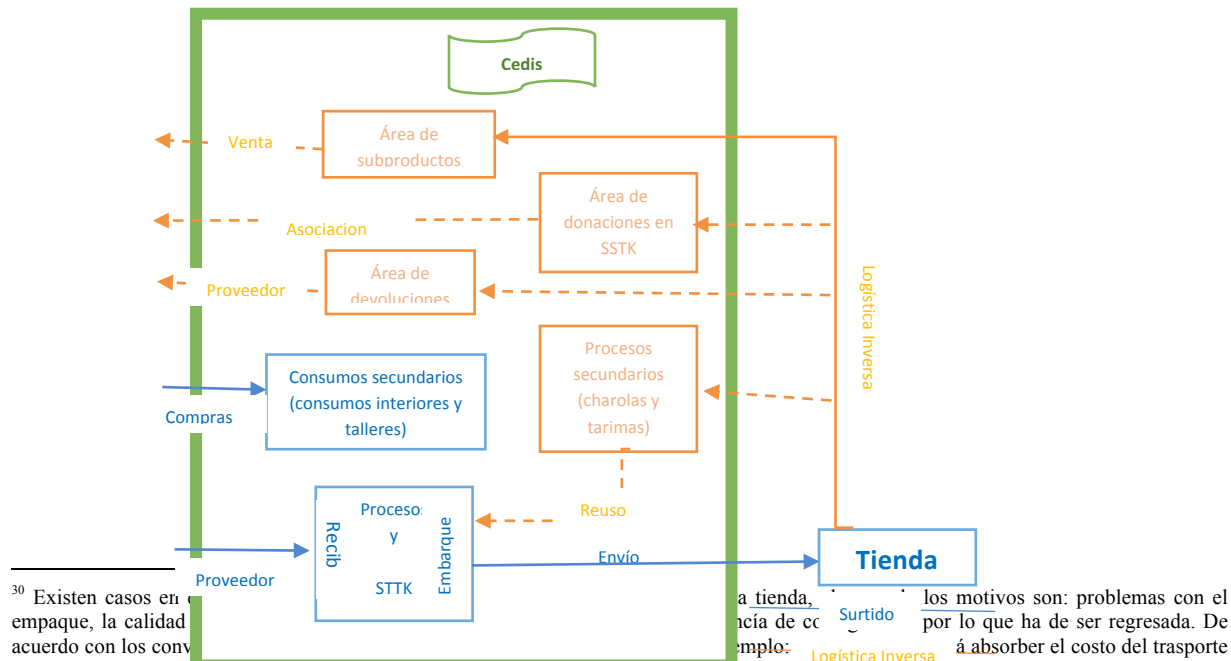 Cedis
Área de
subproductos
Venta
Área de
donaciones en
SSTK
Asociacion
Área de
devoluciones
Proveedor
Logística Inversa
Procesos
secundarios
(charolas y
tarimas)
Consumos secundarios
(consumos interiores y
talleres)
Compras
Reuso
Recib
Proceso
y
STTK
Embarque
Envío
Tienda
Proveedor
Surtido
Logística Inversa
30 Existen casos en a tienda, los motivos son: problemas con el
empaque, la calidad ncía de por lo que ha de ser regresada. De
acuerdo con los conv emplo: á absorber el costo del trasporte